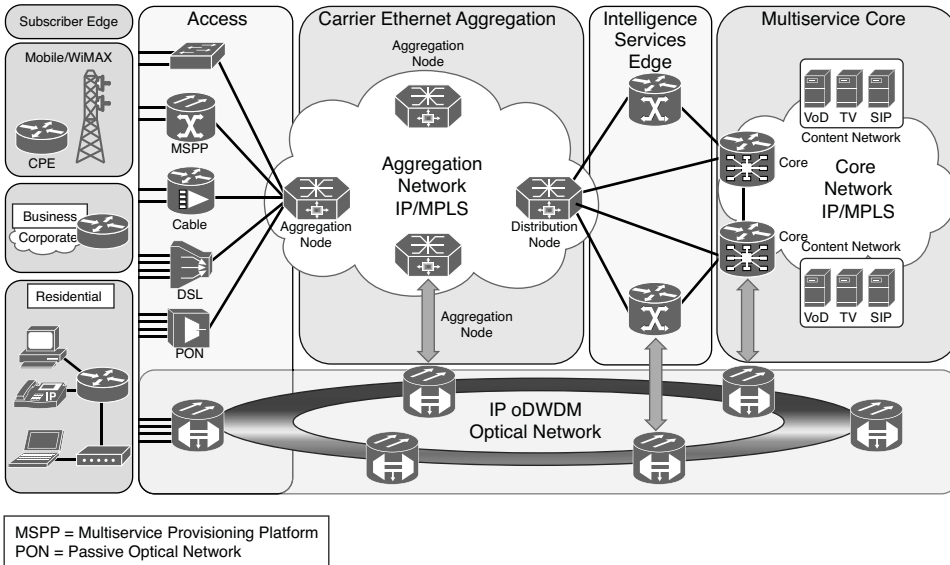 Subscriber Edge
Mobile/WiMAX
CPE
Business
Corporate
Residential
IP
Access
MSPP
Cable
DSL
PON
Carrier Ethernet Aggregation
Aggregation
Node
Aggregation
Network
IP/MPLS
Aggregation
Node
Distribution
Node
Aggregation
Node
Intelligence
Services
Edge
Multiservice Core
VoD TV SIP
Content Network
Core
Core
Network
IP/MPLS
Core
Content Network
VoD TV SIP
IP oDWDM
Optical Network
MSPP = Multiservice Provisioning Platform
PON = Passive Optical Network